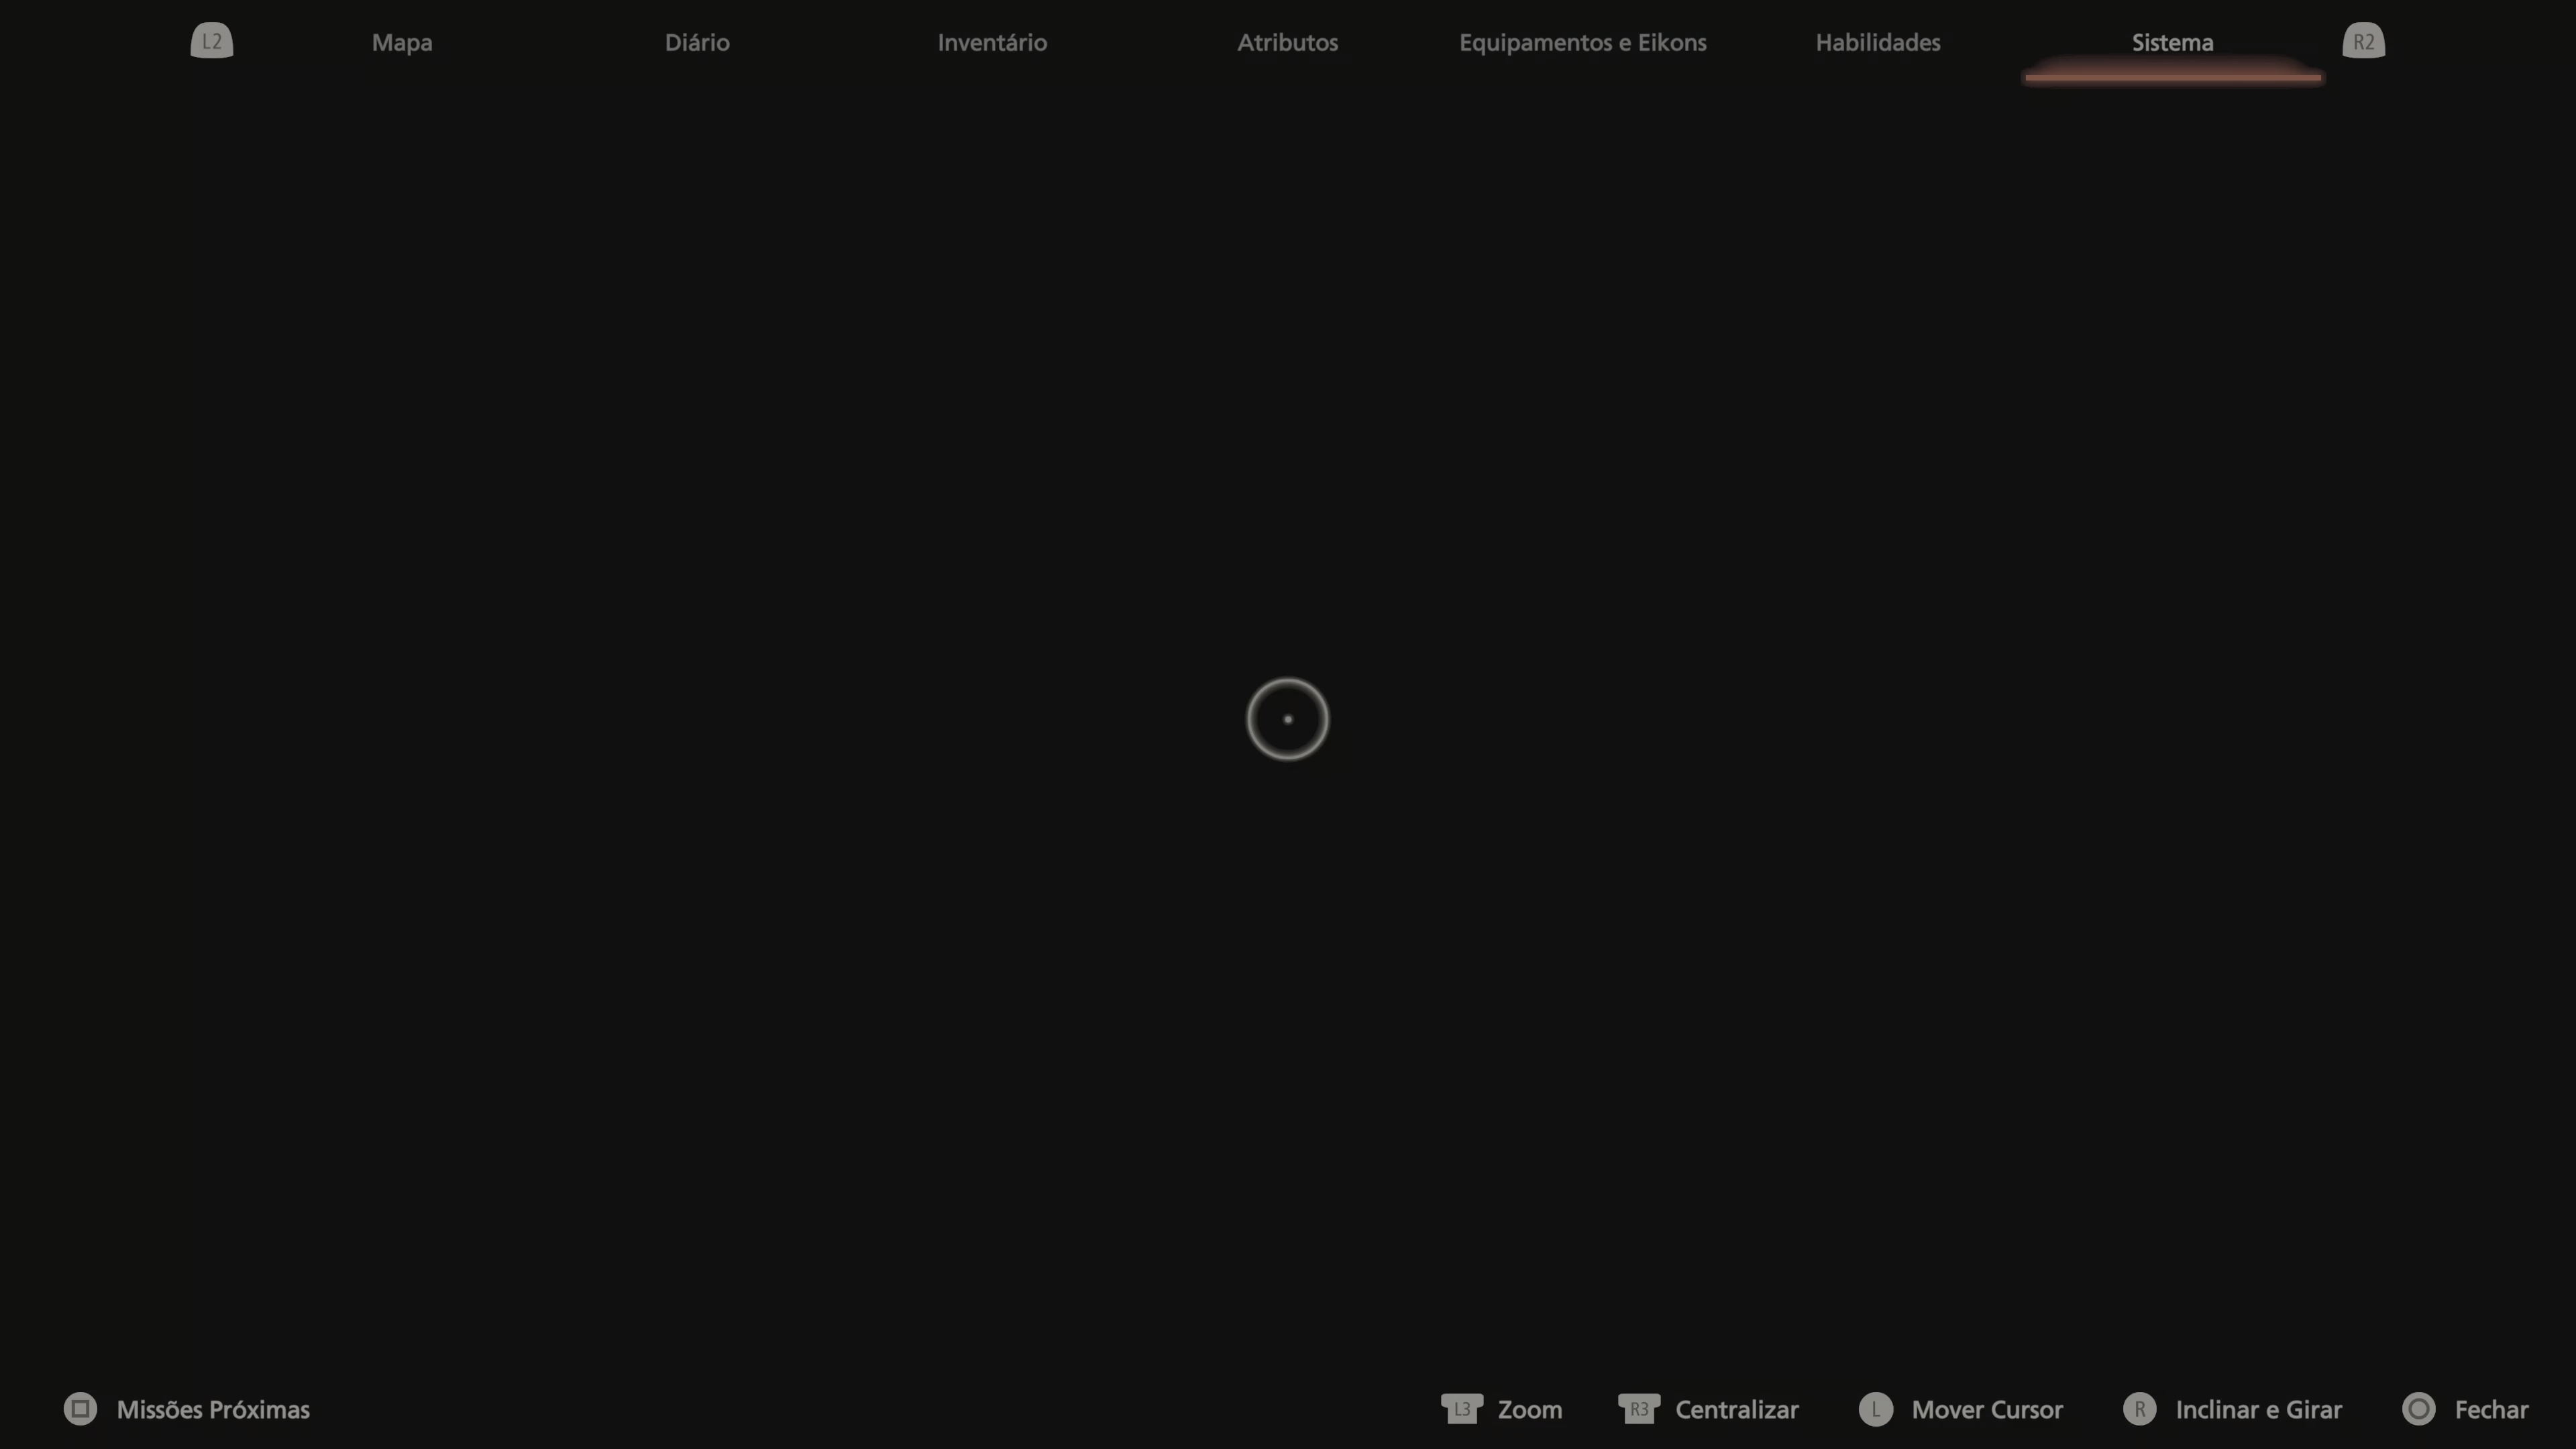 L2 Mapa Diário Inventário Atributos Equipamentos e Eikons Habilidades Sistema R2
Missões Próximas L3 Zoom R3 Centralizar L Mover Cursor R Inclinar e Girar Fechar